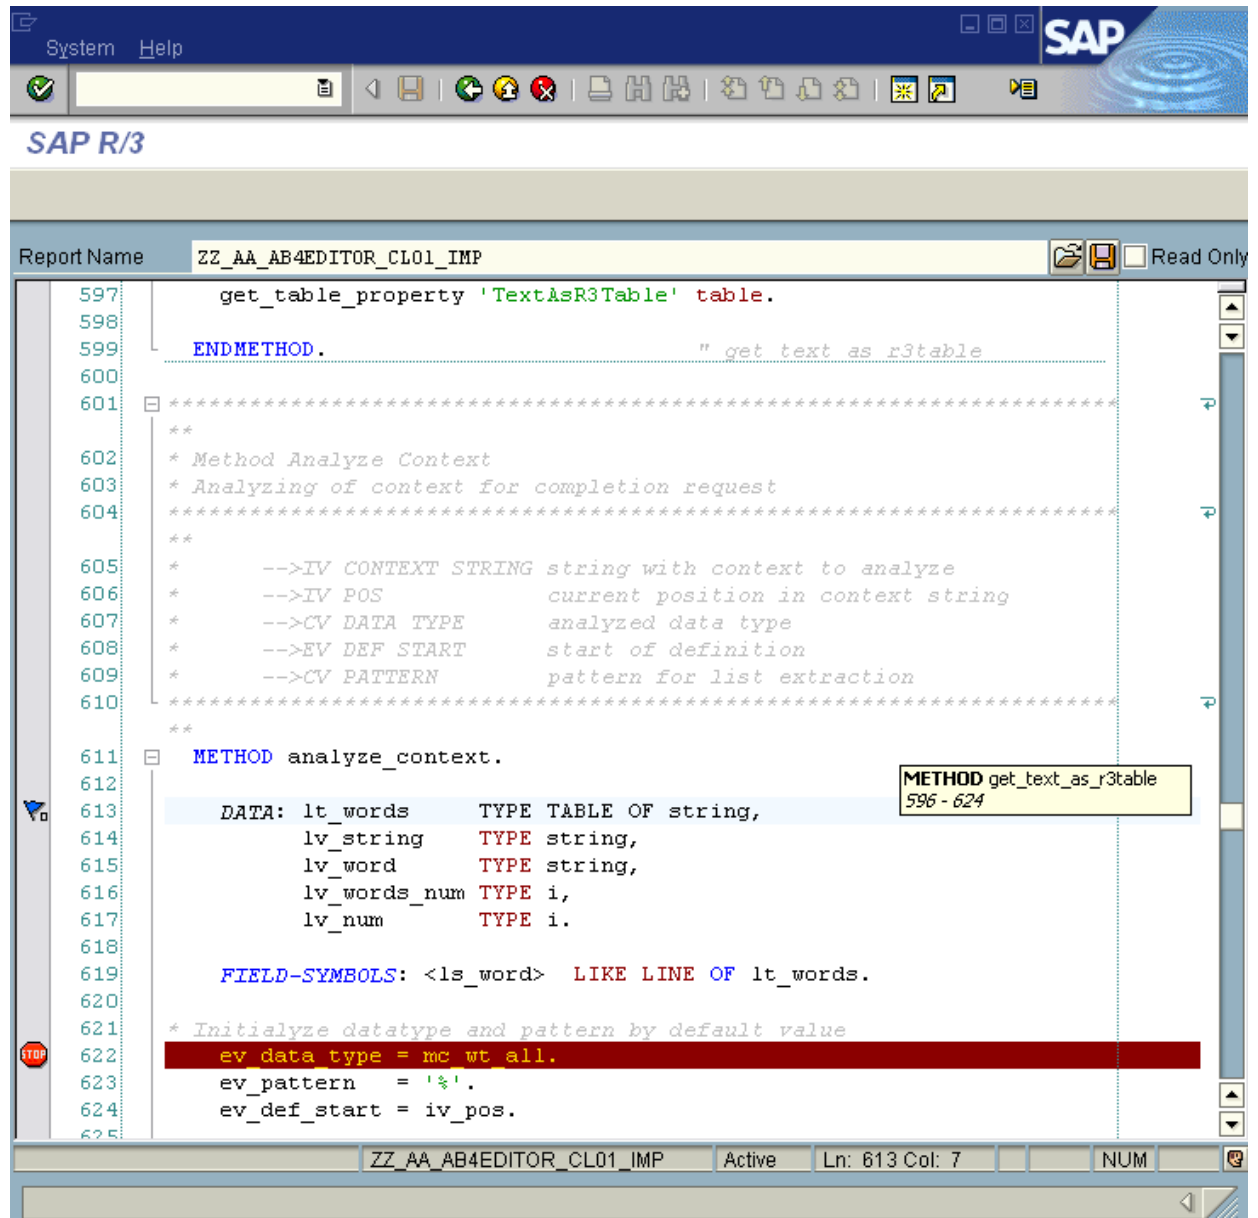 System Help
SAP
SAP R/3
Report Name ZZ_AA_AB4EDITOR_CL01_IMP Read Only
597 get_table_property 'TextAsR3Table' table.
598
599 ENDMETHOD. " get text as r3table
600
601 ***********************************************************************
**
602 * Method Analyze Context
603 * Analyzing of context for completion request
604 ***********************************************************************
**
605 * -->IV CONTEXT STRING string with context to analyze
606 * -->IV POS current position in context string
607 * -->CV DATA TYPE analyzed data type
608 * -->EV DEF START start of definition
609 * -->CV PATTERN pattern for list extraction
610 ***********************************************************************
**
611 METHOD analyze_context.
612
METHOD get_text_as_r3table
596 - 624
613 DATA: lt_words TYPE TABLE OF string,
614 lv_string TYPE string,
615 lv_word TYPE string,
616 lv_words_num TYPE i,
617 lv_num TYPE i.
618
619 FIELD-SYMBOLS: <ls_word> LIKE LINE OF lt_words.
620
621 * Initialyze datatype and pattern by default value
STOP 622 ev_data_type = mc_wt_all.
623 ev_pattern = '%'.
624 ev_def_start = iv_pos.
625
ZZ_AA_AB4EDITOR_CL01_IMP Active Ln: 613 Col: 7 NUM